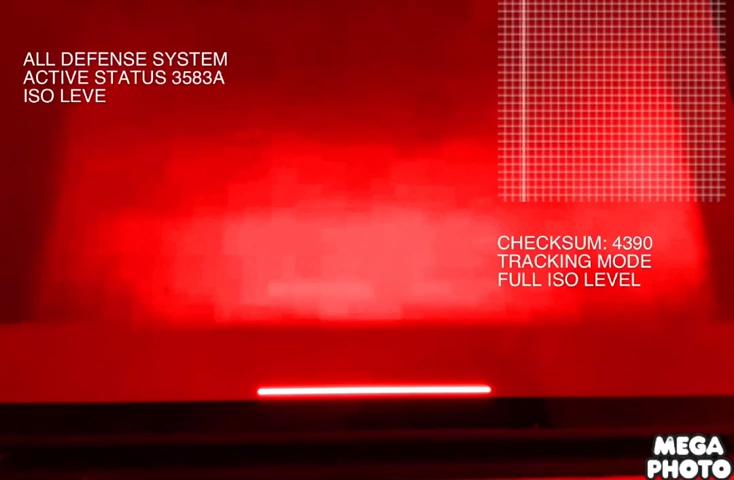 ALL DEFENSE SYSTEM
ACTIVE STATUS 3583A
ISO LEVE
CHECKSUM: 4390
TRACKING MODE
FULL ISO LEVEL
MEGA
PHOTO